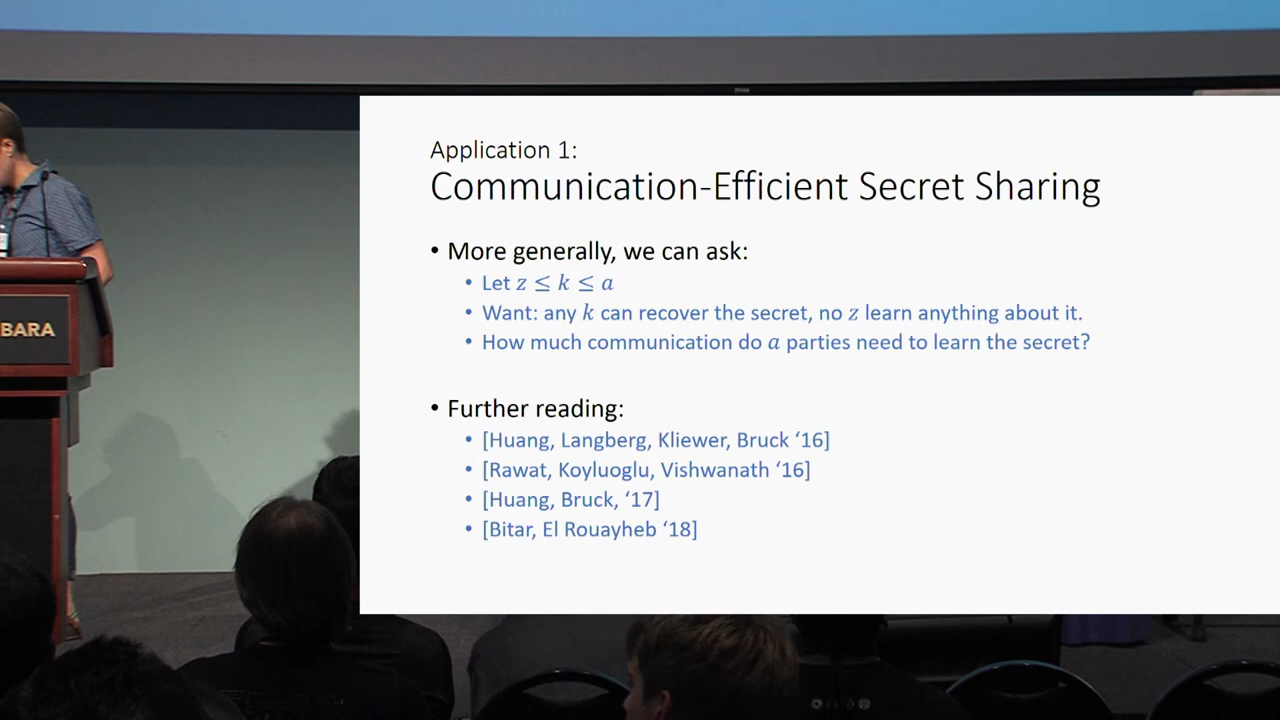 Application 1:
Communication-Efficient Secret Sharing
• More generally, we can ask:
• Let z ≤ k ≤ a
• Want: any k can recover the secret, no z learn anything about it.
• How much communication do a parties need to learn the secret?
• Further reading:
• [Huang, Langberg, Kliewer, Bruck ‘16]
• [Rawat, Koyluoglu, Vishwanath ‘16]
• [Huang, Bruck, ‘17]
• [Bitar, El Rouayheb ‘18]
BARA